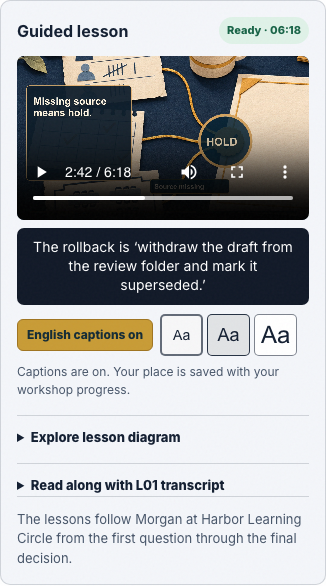 Guided lesson
Ready · 06:18
Missing source
means hold.
HOLD
2:42 / 6:18
Source missing
The rollback is ‘withdraw the draft from
the review folder and mark it
superseded.’
English captions on
Aa
Aa
Aa
Captions are on. Your place is saved with your
workshop progress.
Explore lesson diagram
Read along with L01 transcript
The lessons follow Morgan at Harbor Learning
Circle from the first question through the final
decision.